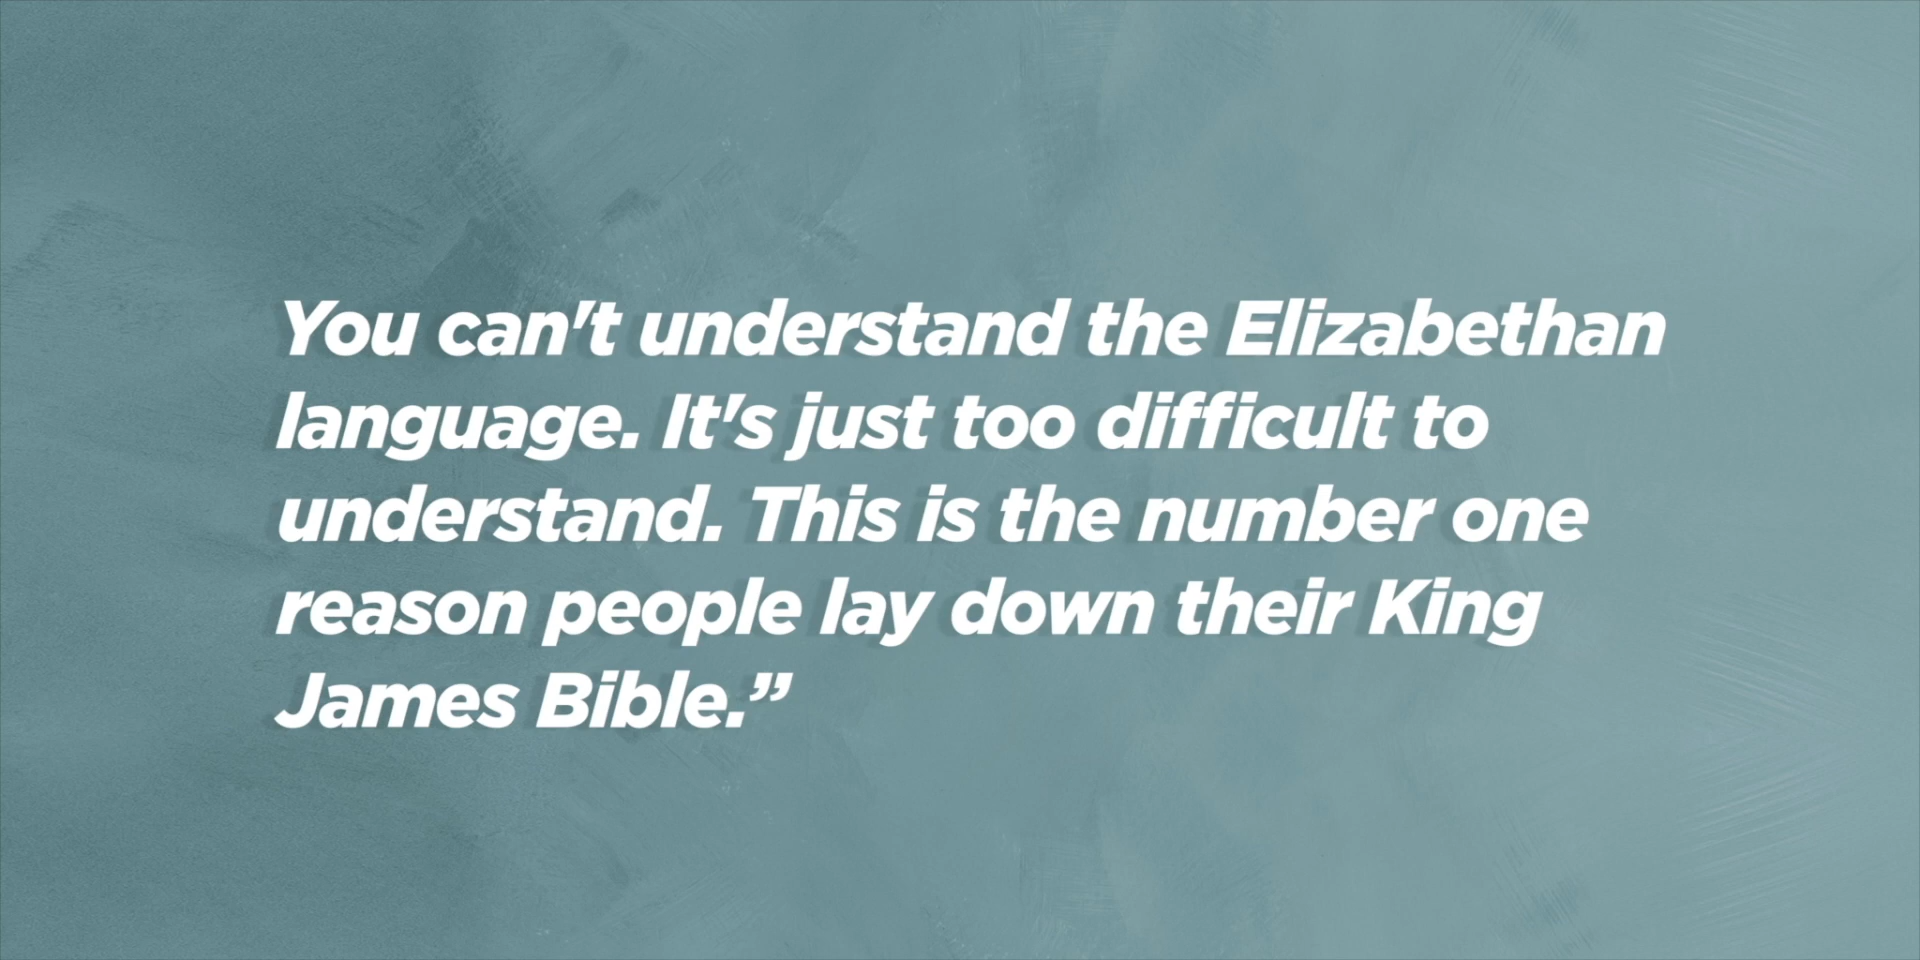 You can't understand the Elizabethan
language. It's just too difficult to
understand. This is the number one
reason people lay down their King
James Bible.”